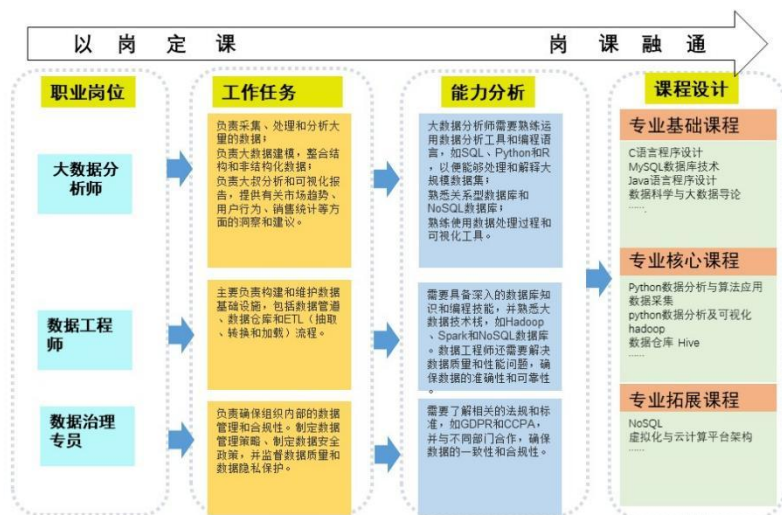 以岗定课 岗课融通
职业岗位
大数据分
析师
数据工程
师
数据治理
专员
工作任务
负责采集、处理和分析大
量的数据；
负责大数据建模，整合结
构和非结构化数据；
负责大叔分析和可视化报
告，提供有关市场趋势、
用户行为、销售统计等方
面的洞察和建议。
主要负责构建和维护数据
基础设施，包括数据管道
、数据仓库和ETL（抽取
、转换和加载）流程。
负责确保组织内部的数据
管理和合规性。制定数据
管理策略、制定数据安全
政策，并监督数据质量和
数据隐私保护。
能力分析
大数据分析师需要熟练运
用数据分析工具和编程语
言，如SQL、Python和R
，以便能够处理和解释大
规模数据集；
熟悉关系型数据库和
NoSQL数据库；
熟练使用数据处理过程和
可视化工具。
需要具备深入的数据库知
识和编程技能，并熟悉大
数据技术栈，如Hadoop
、Spark和NoSQL数据库
。数据工程师还需要解决
数据质量和性能问题，确
保数据的准确性和可靠性
。
需要了解相关的法规和标
准，如GDPR和CCPA，
并与不同部门合作，确保
数据的一致性和合规性。
课程设计
专业基础课程
C语言程序设计
MySQL数据库技术
Java语言程序设计
数据科学与大数据导论
……
专业核心课程
Python数据分析与算法应用
数据采集
python数据分析及可视化
hadoop
数据仓库 Hive
……
专业拓展课程
NoSQL
虚拟化与云计算平台架构
……